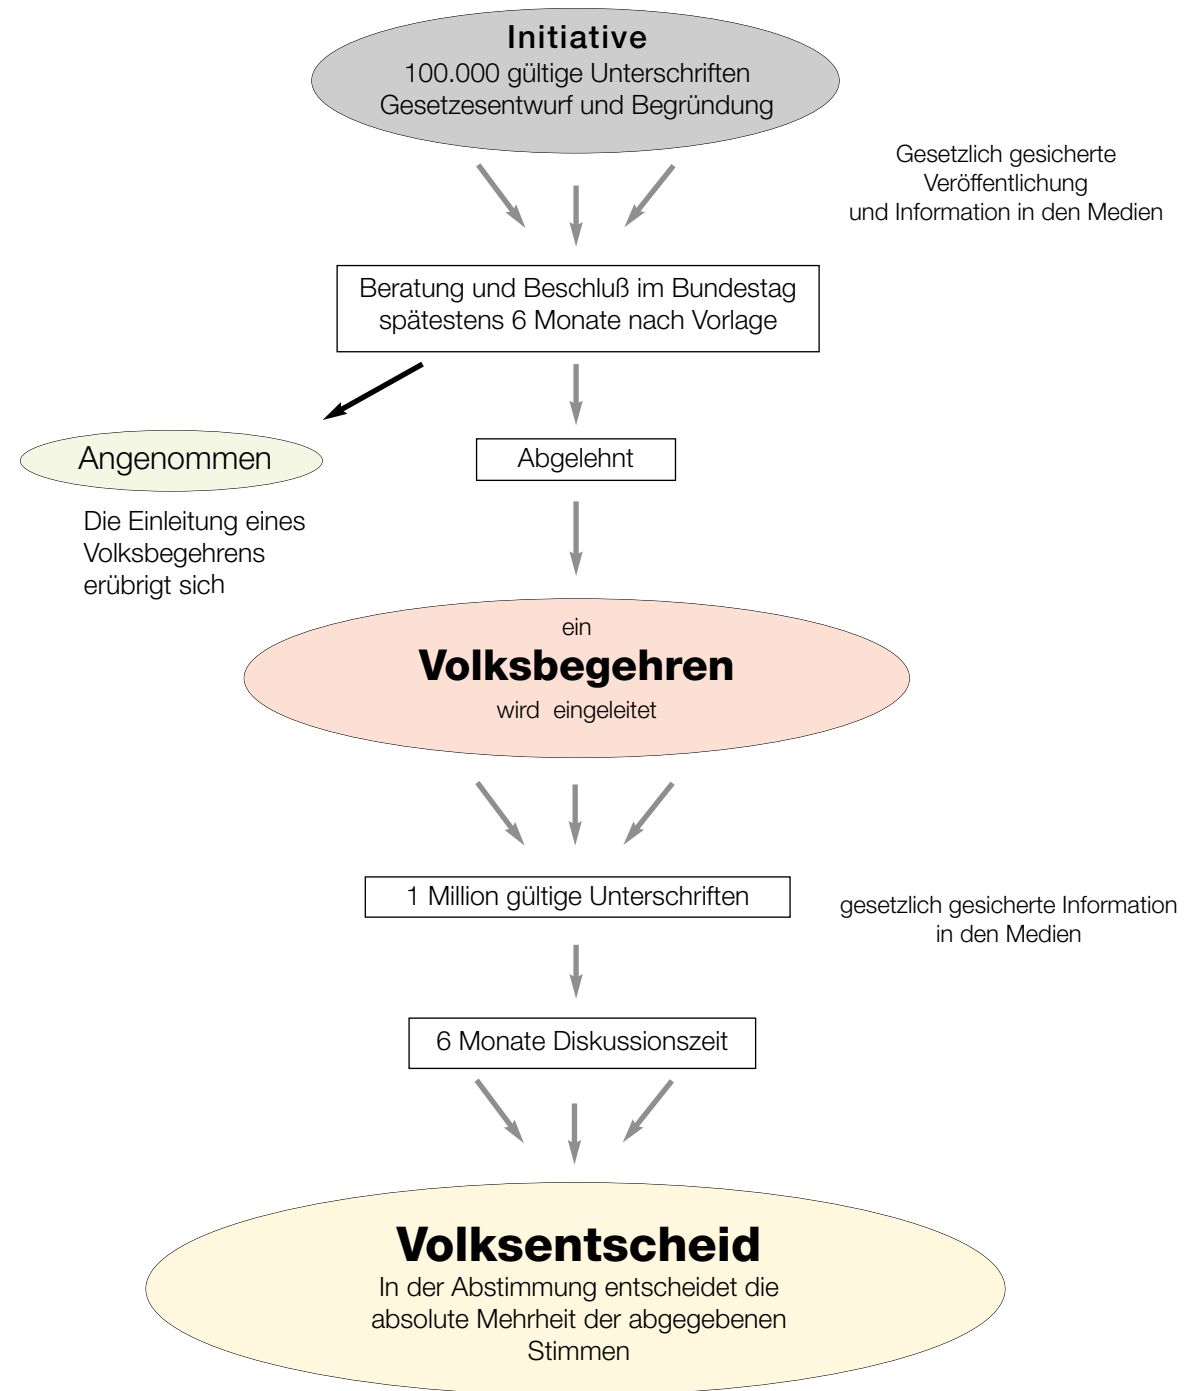 Initiative
100.000 gültige Unterschriften
Gesetzesentwurf und Begründung
Gesetzlich gesicherte
Veröffentlichung
und Information in den Medien
Beratung und Beschluß im Bundestag
spätestens 6 Monate nach Vorlage
Angenommen
Abgelehnt
Die Einleitung eines
Volksbegehrens
erübrigt sich
ein
Volksbegehren
wird eingeleitet
1 Million gültige Unterschriften
gesetzlich gesicherte Information
in den Medien
6 Monate Diskussionszeit
Volksentscheid
In der Abstimmung entscheidet die
absolute Mehrheit der abgegebenen
Stimmen